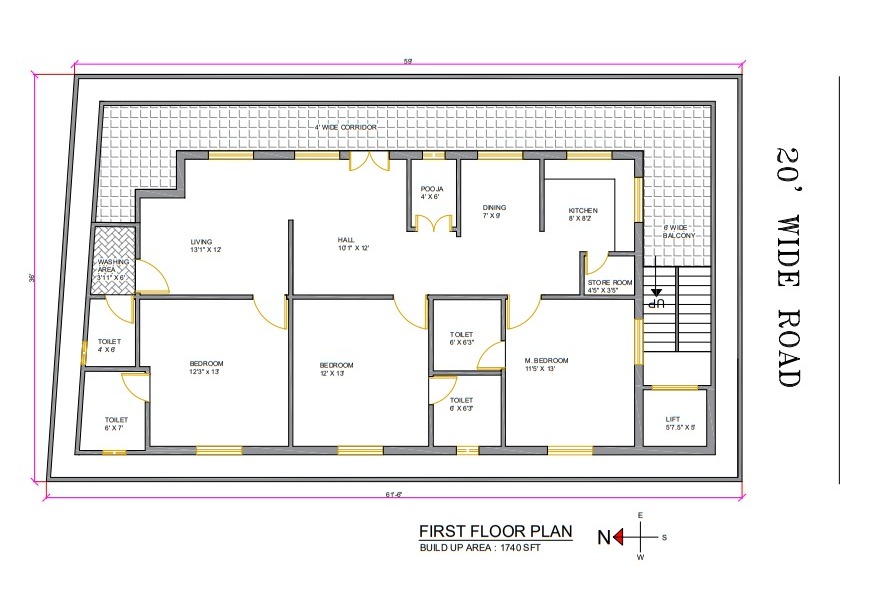 59'
4' WIDE CORRIDOR
20' WIDE ROAD
POOJA
4' X 6'
DINING
7' X 9'
KITCHEN
8' X 8'2
6' WIDE
BALCONY
LIVING
13'1" X 12'
HALL
10'1" X 12'
WASHING
AREA
3'11" X 6'
STORE ROOM
4'5" X 3'5"
36'
UP
TOILET
4' X 6'
TOILET
6' X 6'3"
BEDROOM
12'3" x 13'
BEDROOM
12' X 13'
M. BEDROOM
11'5' X 13'
TOILET
6' X 6'3"
TOILET
6' X 7'
LIFT
5'7.5" X 5'
61'-6"
FIRST FLOOR PLAN
BUILD UP AREA : 1740 SFT
E
N
S
W